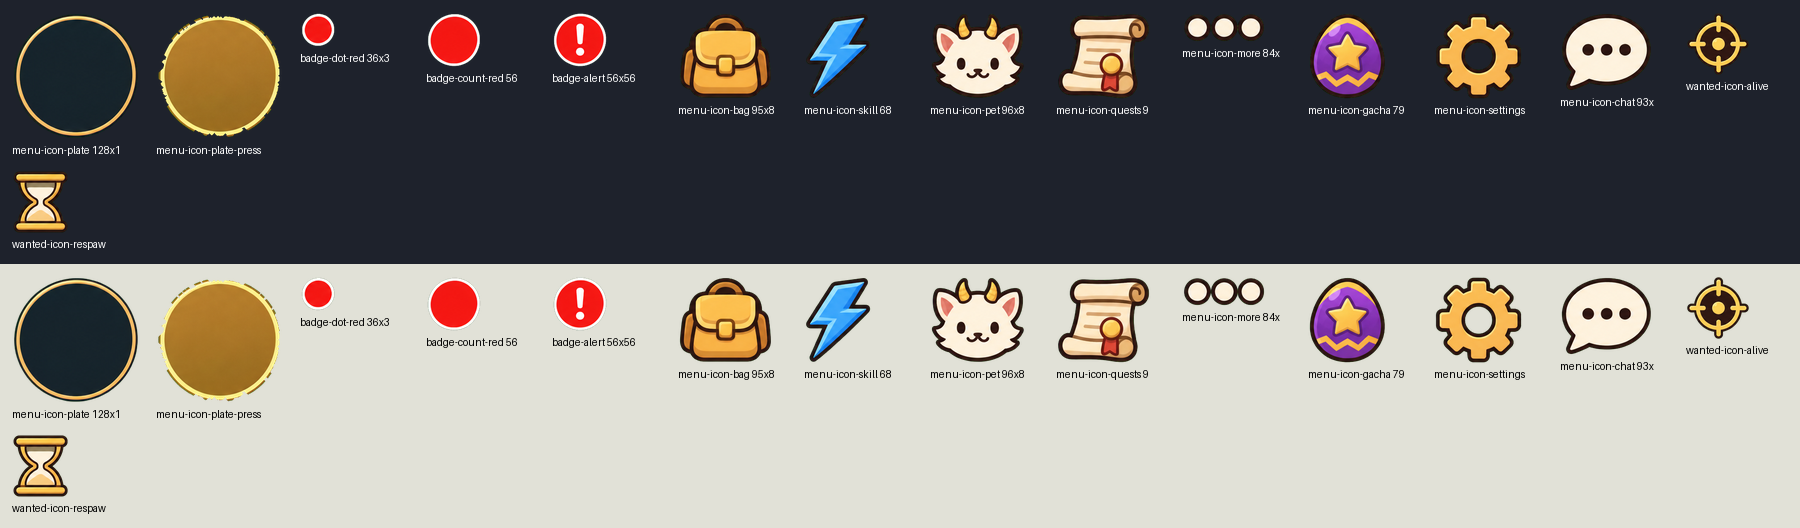 menu-icon-plate 128x1
menu-icon-plate-press
badge-dot-red 36x3
badge-count-red 56
badge-alert 56x56
menu-icon-bag 95x8
menu-icon-skill 68
menu-icon-pet 96x8
menu-icon-quests 9
menu-icon-more 84x
menu-icon-gacha 79
menu-icon-settings
menu-icon-chat 93x
wanted-icon-alive
wanted-icon-respaw
menu-icon-plate 128x1
menu-icon-plate-press
badge-dot-red 36x3
badge-count-red 56
badge-alert 56x56
menu-icon-bag 95x8
menu-icon-skill 68
menu-icon-pet 96x8
menu-icon-quests 9
menu-icon-more 84x
menu-icon-gacha 79
menu-icon-settings
menu-icon-chat 93x
wanted-icon-alive
wanted-icon-respaw